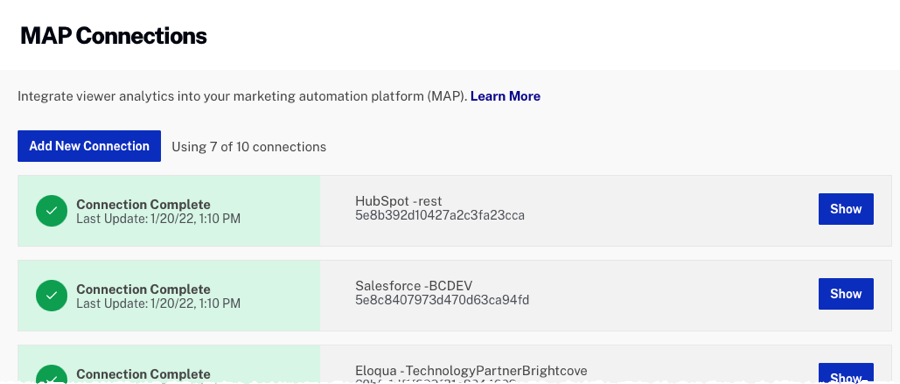 MAP Connections
Integrate viewer analytics into your marketing automation platform (MAP). Learn More
Add New Connection Using 7 of 10 connections
Connection Complete
Last Update: 1/20/22, 1:10 PM
HubSpot - rest
5e8b392d10427a2c3fa23cca
Show
Connection Complete
Last Update: 1/20/22, 1:10 PM
Salesforce -BCDEV
5e8c8407973d470d63ca94fd
Show
Connection Complete
Eloqua - TechnologyPartnerBrightcove
Show